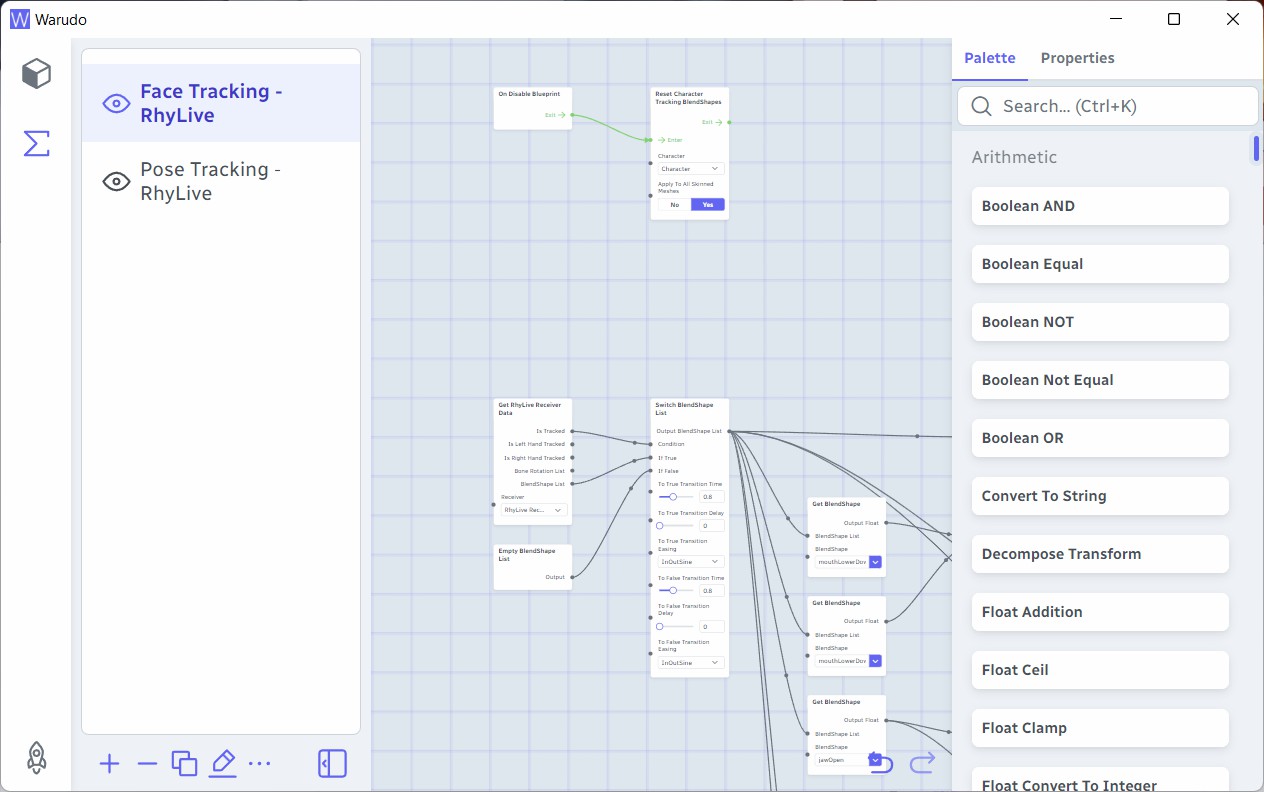 Warudo
Face Tracking -
RhyLive
Pose Tracking -
RhyLive
On Disable Blueprint
Exit
Reset Character
Tracking BlendShapes
Exit
Enter
Character
Character
Apply To All Skinned
Meshes
No Yes
Get RhyLive Receiver
Data
Is Tracked
Is Left Hand Tracked
Is Right Hand Tracked
Bone Rotation List
BlendShape List
Receiver
RhyLive Rec...
Empty BlendShape
List
Output
Switch BlendShape
List
Output BlendShape List
Condition
If True
If False
To True Transition Time
0.8
To True Transition Delay
0
To True Transition
Easing
InOutSine
To False Transition Time
0.8
To False Transition
Delay
0
To False Transition
Easing
InOutSine
Get BlendShape
Output Float
BlendShape List
BlendShape
mouthLowerDov
Get BlendShape
Output Float
BlendShape List
BlendShape
mouthLowerDov
Get BlendShape
Output Float
BlendShape List
BlendShape
jawOpen
Palette Properties
Search... (Ctrl+K)
Arithmetic
Boolean AND
Boolean Equal
Boolean NOT
Boolean Not Equal
Boolean OR
Convert To String
Decompose Transform
Float Addition
Float Ceil
Float Clamp
Float Convert To Integer